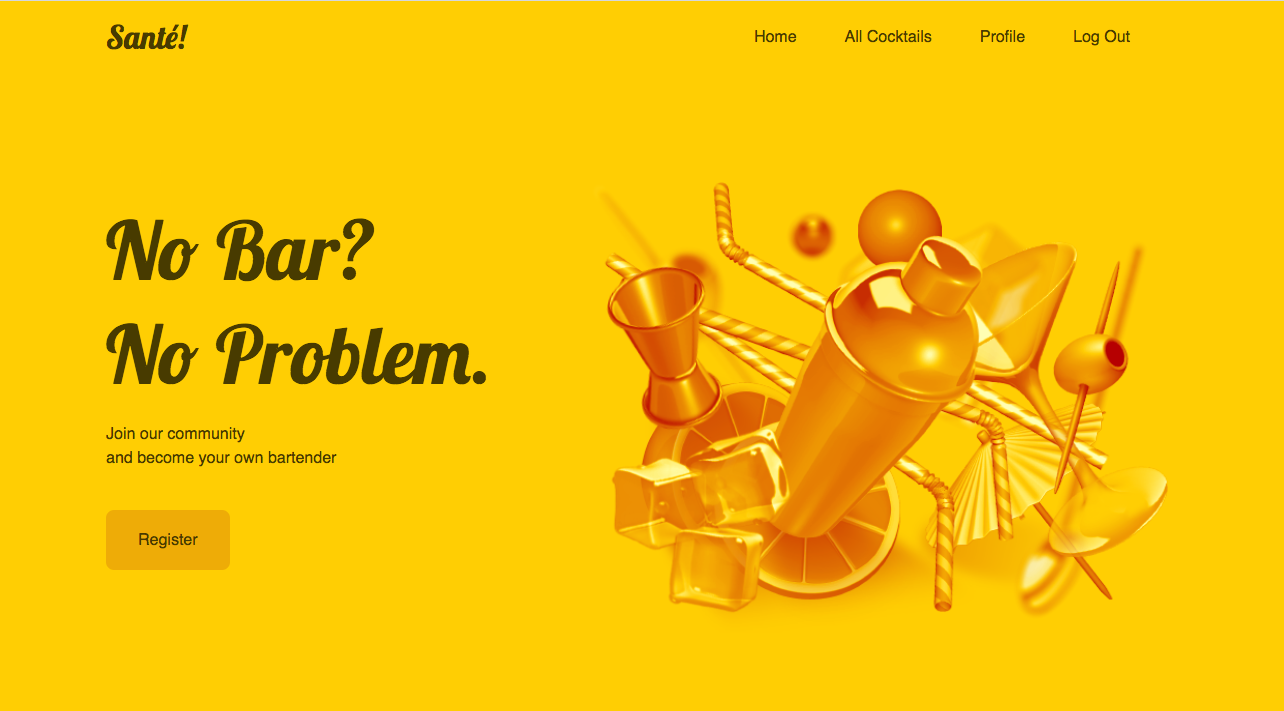 Santé!
Home All Cocktails Profile Log Out
No Bar?
No Problem.
Join our community
and become your own bartender
Register